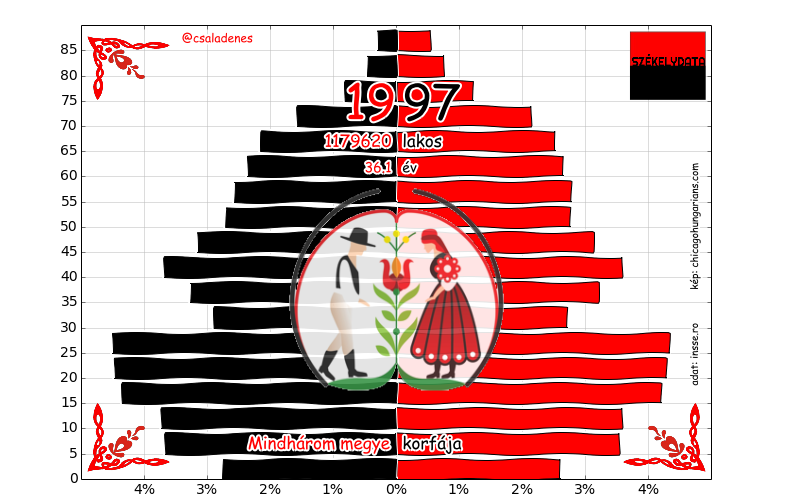 @csaladenes
SZÉKELYDATA
1997
1179620 lakos
36.1 év
kép: chicagohungarians.com
adat: insse.ro
Mindhárom megye korfája
85
80
75
70
65
60
55
50
45
40
35
30
25
20
15
10
5
0
4% 3% 2% 1% 0% 1% 2% 3% 4%